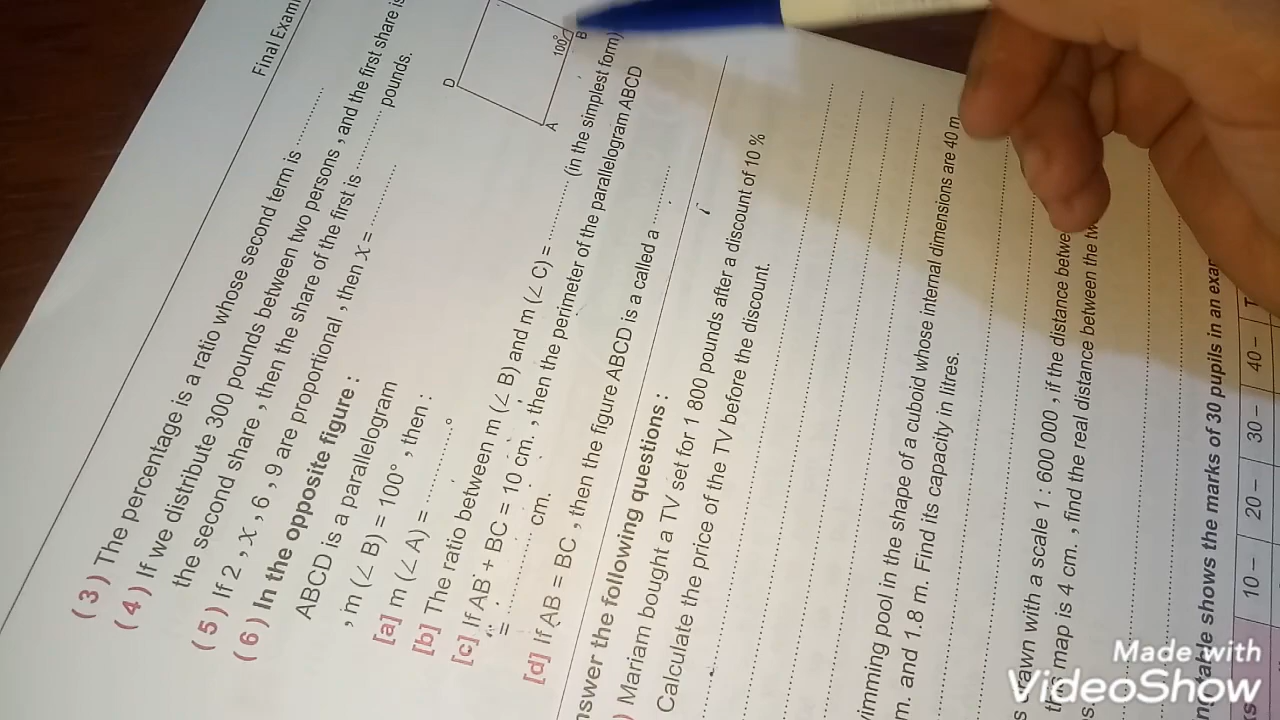 Final Exami
( 3 ) The percentage is a ratio whose second term is ............
( 4 ) If we distribute 300 pounds between two persons , and the first share is
the second share , then the share of the first is ............ pounds.
( 5 ) If 2 , X , 6 , 9 are proportional , then X = ............
( 6 ) In the opposite figure :
ABCD is a parallelogram
, m (∠ B) = 100° , then :
[a] m (∠ A) = ............°
[b] The ratio between m (∠ B) and m (∠ C) = ............ (in the simplest form)
[c] If AB + BC = 10 cm. , then the perimeter of the parallelogram ABCD
= ............ cm.
[d] If AB = BC , then the figure ABCD is a called a ............
D
A
B
100°
nswer the following questions :
) Mariam bought a TV set for 1 800 pounds after a discount of 10 %
Calculate the price of the TV before the discount.
vimming pool in the shape of a cuboid whose internal dimensions are 40 m
m. and 1.8 m. Find its capacity in litres.
s drawn with a scale 1 : 600 000 , if the distance betwe
map is 4 cm. , find the real distance between the tw
s.
table shows the marks of 30 pupils in an exar
s 10 – 20 – 30 – 40 – T
Made with
VideoShow